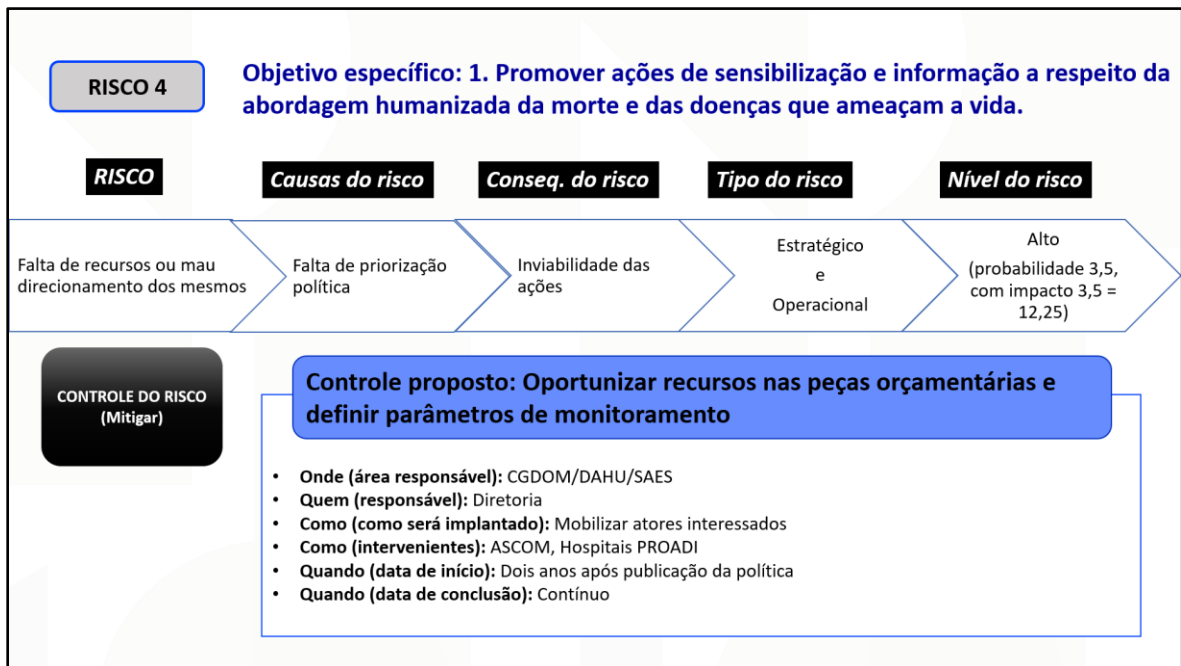 RISCO 4
Objetivo específico: 1. Promover ações de sensibilização e informação a respeito da
abordagem humanizada da morte e das doenças que ameaçam a vida.
RISCO
Causas do risco
Conseq. do risco
Tipo do risco
Nível do risco
Falta de recursos ou mau
direcionamento dos mesmos
Falta de priorização
política
Inviabilidade das
ações
Estratégico
e
Operacional
Alto
(probabilidade 3,5,
com impacto 3,5 =
12,25)
CONTROLE DO RISCO
(Mitigar)
Controle proposto: Oportunizar recursos nas peças orçamentárias e
definir parâmetros de monitoramento
• Onde (área responsável): CGDOM/DAHU/SAES
• Quem (responsável): Diretoria
• Como (como será implantado): Mobilizar atores interessados
• Como (intervenientes): ASCOM, Hospitais PROADI
• Quando (data de início): Dois anos após publicação da política
• Quando (data de conclusão): Contínuo